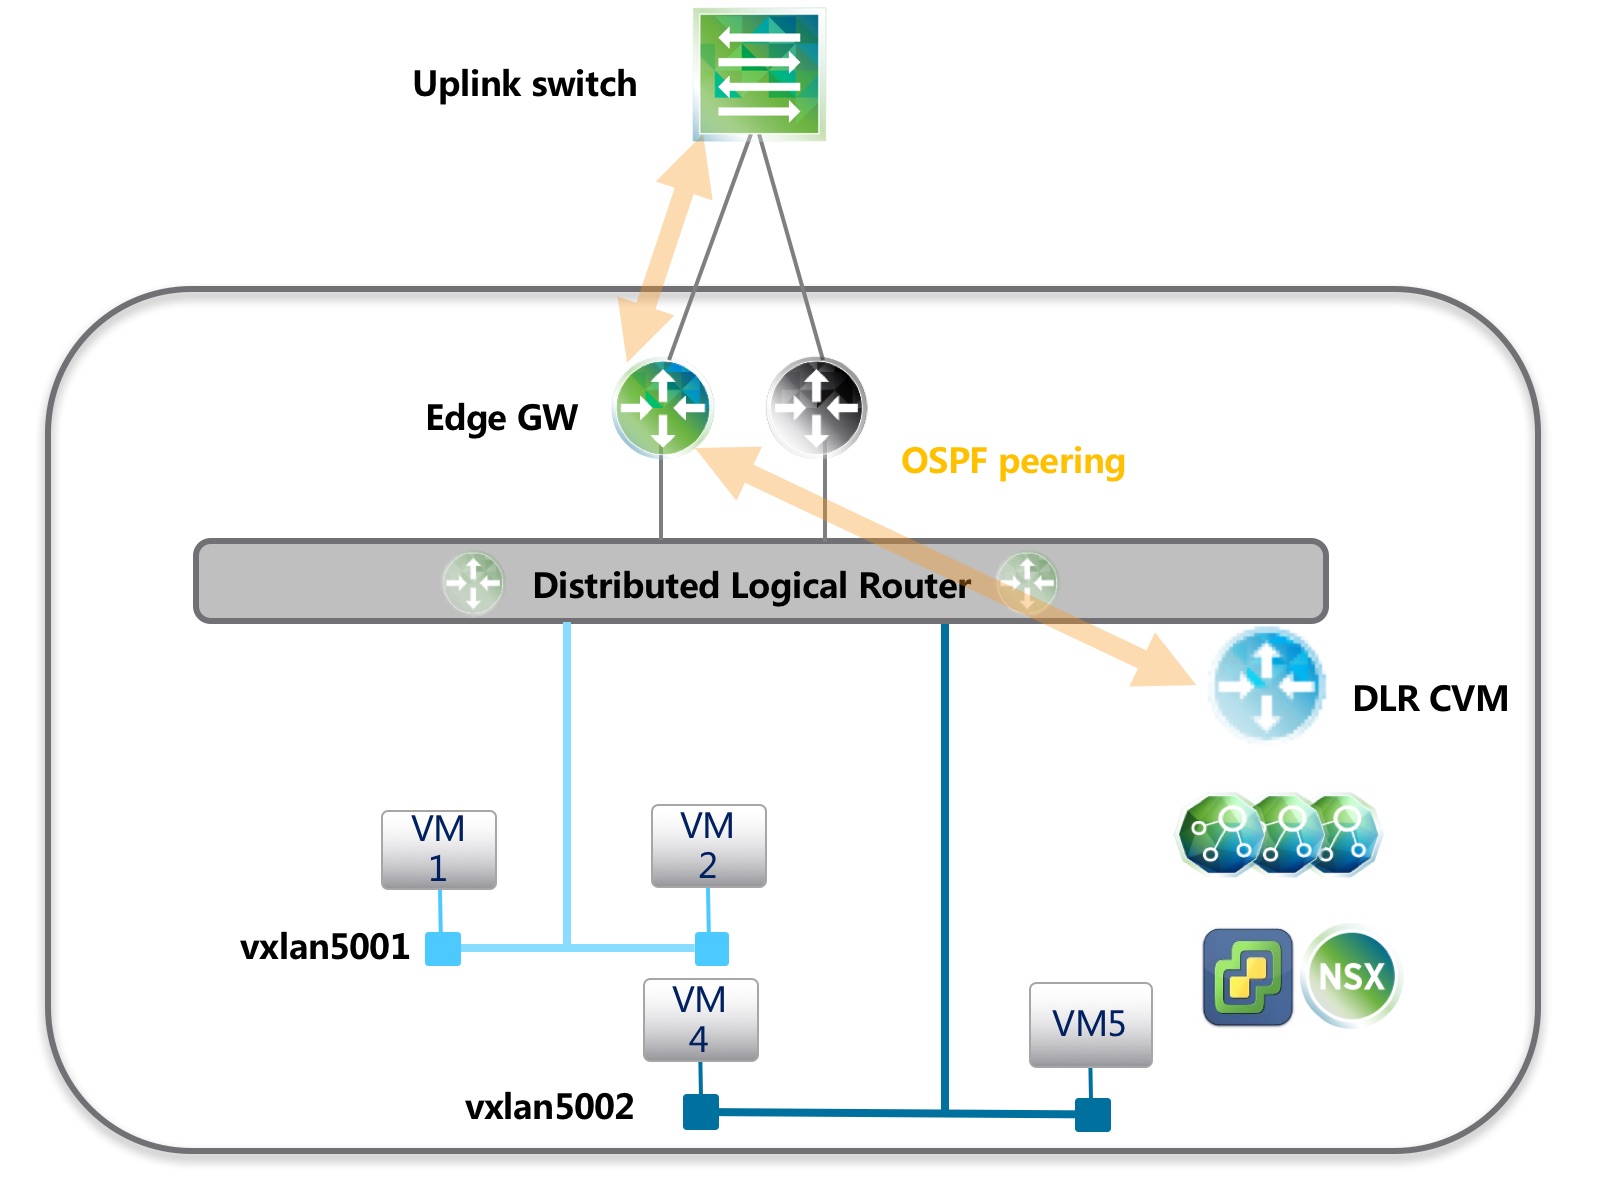 Uplink switch
Edge GW
OSPF peering
Distributed Logical Router
DLR CVM
VM
1
VM
2
vxlan5001
VM
4
VM5
NSX
vxlan5002